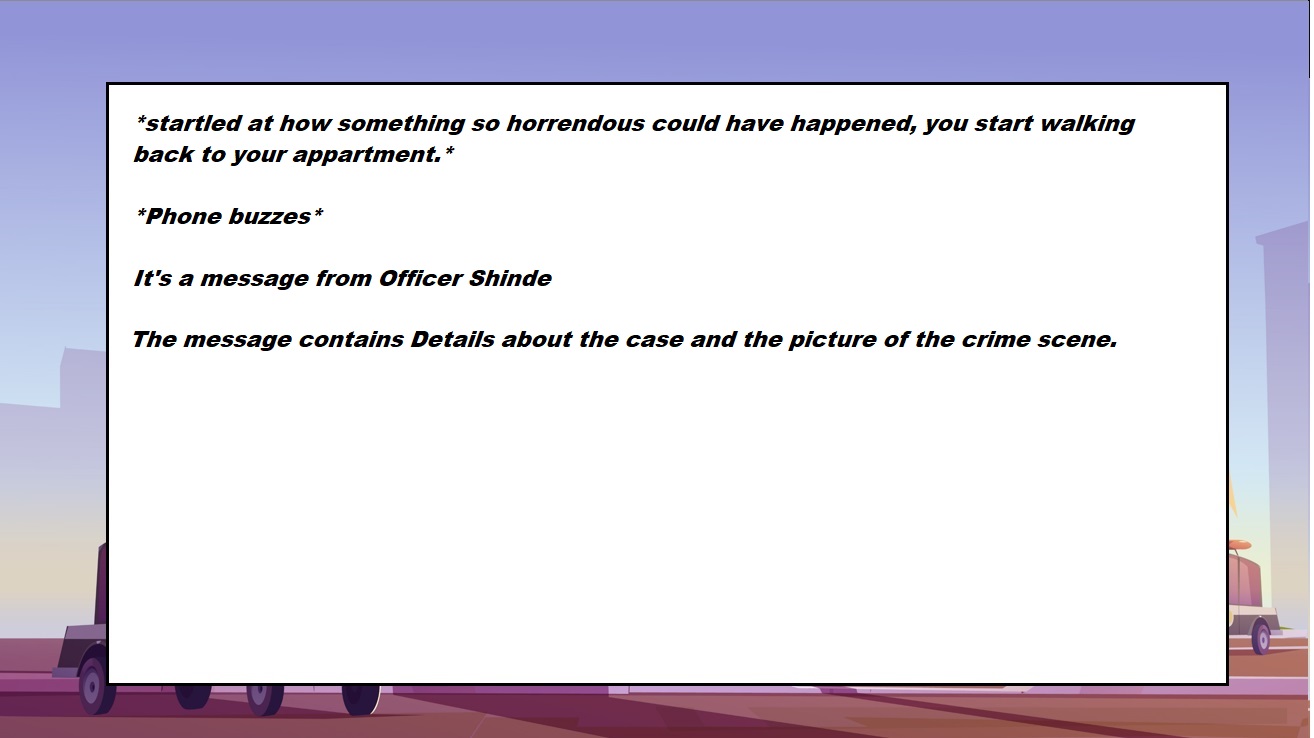 *startled at how something so horrendous could have happened, you start walking
back to your appartment.*
*Phone buzzes*
It's a message from Officer Shinde
The message contains Details about the case and the picture of the crime scene.